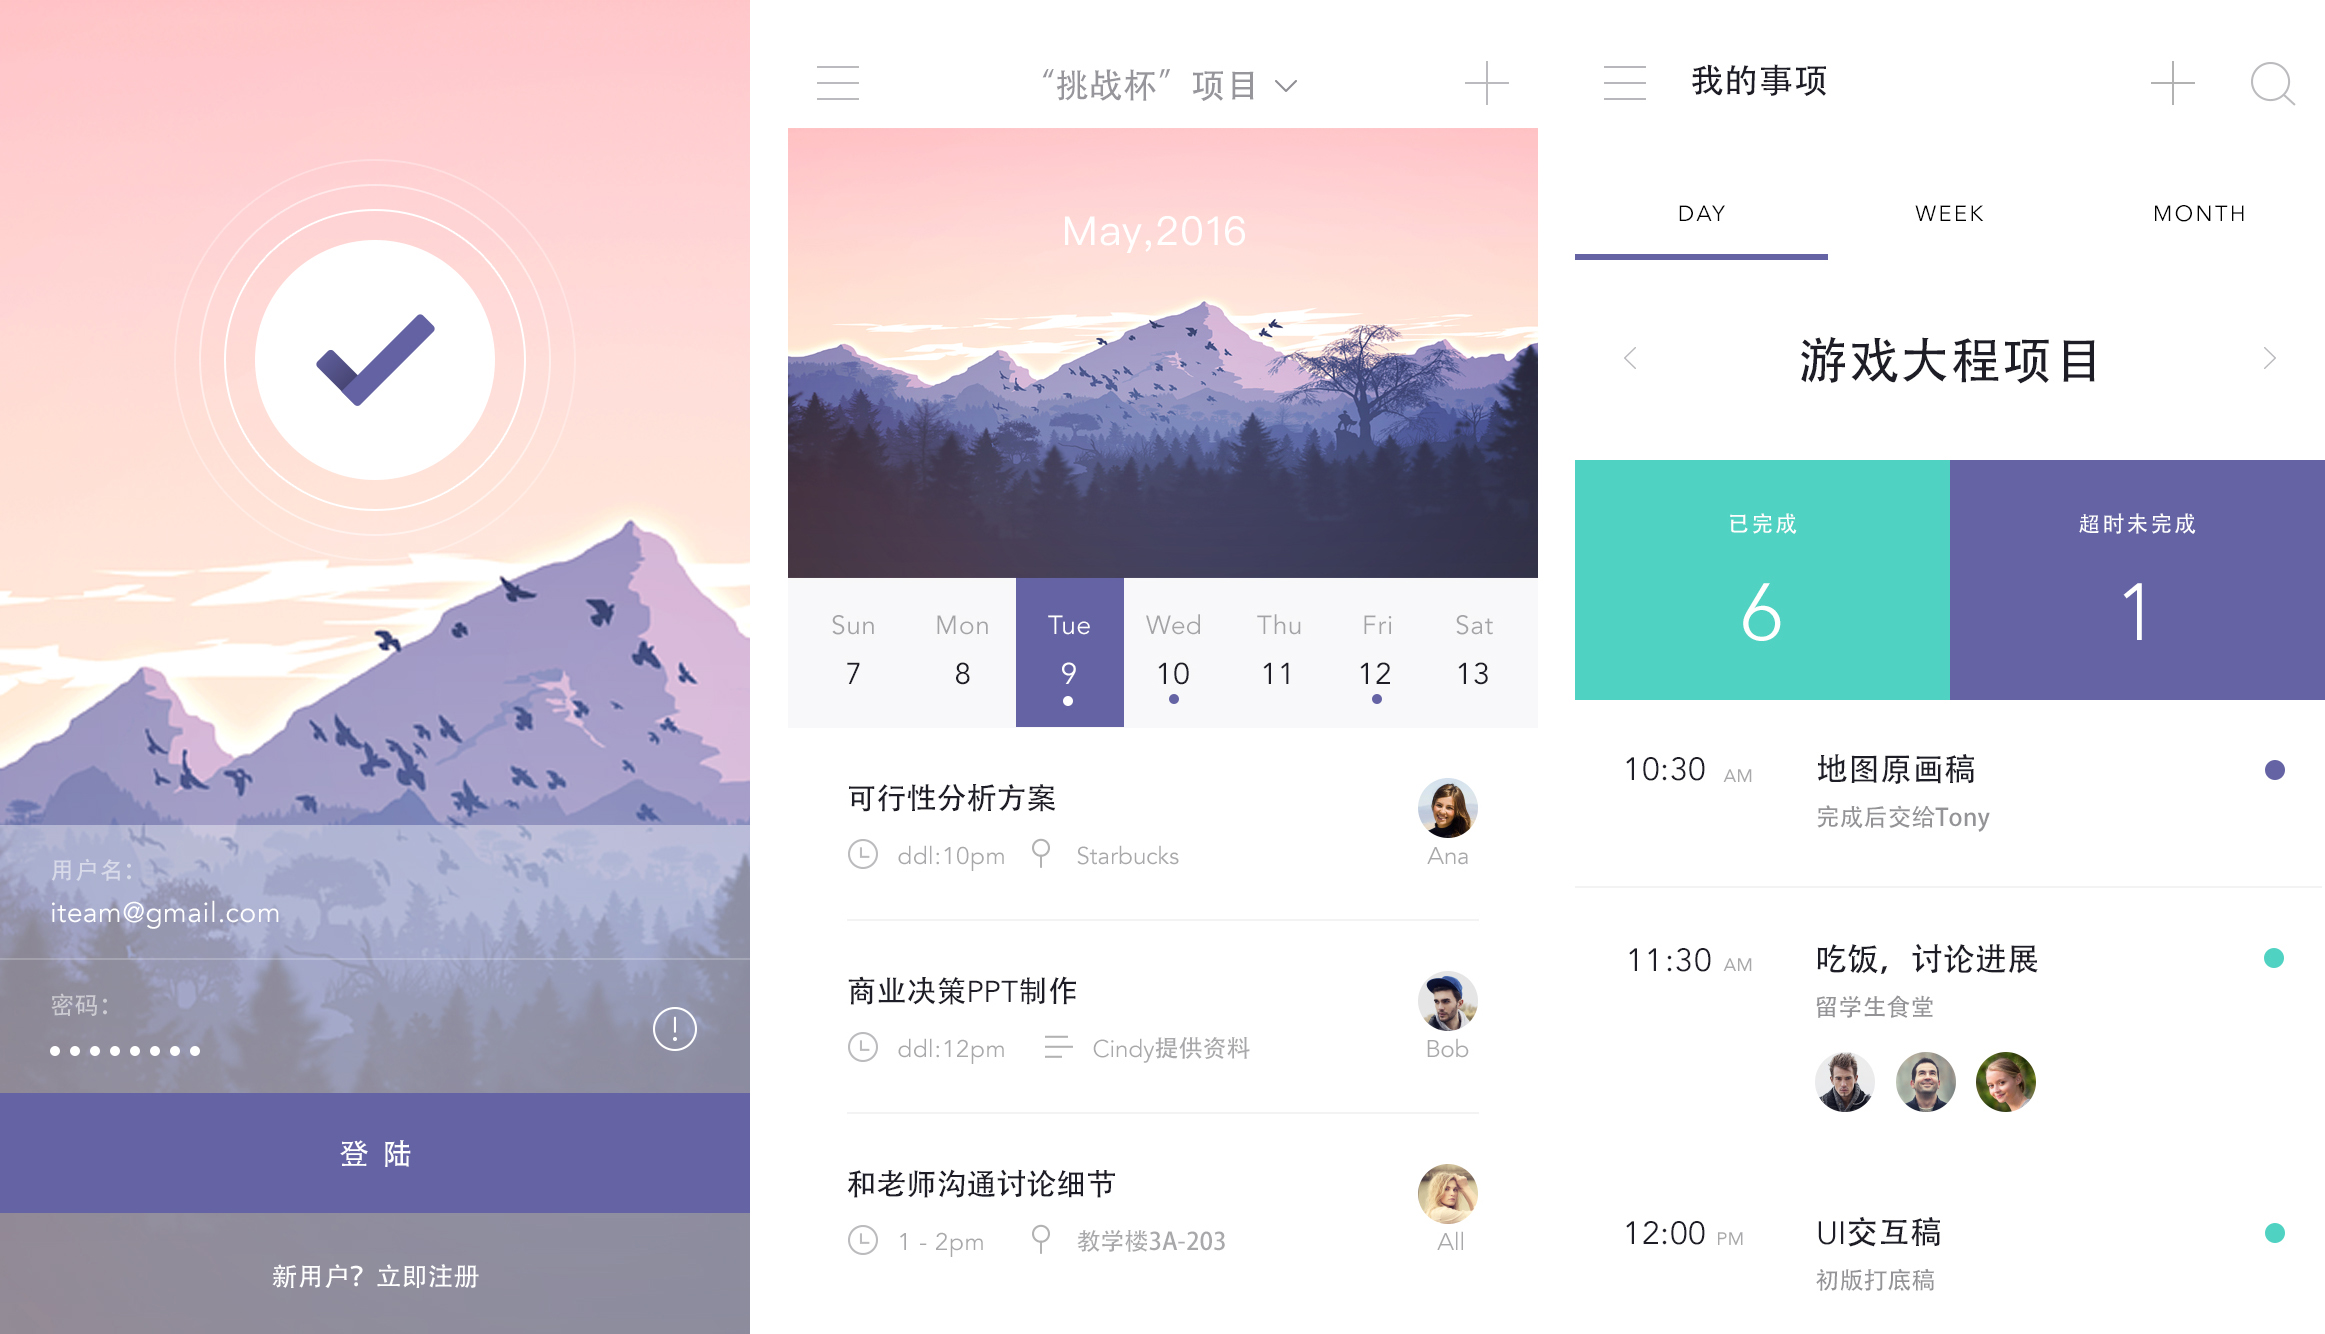 用户名：
iteam@gmail.com
密码：
登 陆
新用户？立即注册
“挑战杯”项目
May,2016
Sun Mon Tue Wed Thu Fri Sat
7 8 9 10 11 12 13
可行性分析方案
ddl:10pm Starbucks
Ana
商业决策PPT制作
ddl:12pm Cindy提供资料
Bob
和老师沟通讨论细节
1 - 2pm 教学楼3A-203
All
我的事项
DAY WEEK MONTH
游戏大程项目
已完成 超时未完成
6 1
10:30 AM 地图原画稿
完成后交给Tony
11:30 AM 吃饭，讨论进展
留学生食堂
12:00 PM UI交互稿
初版打底稿